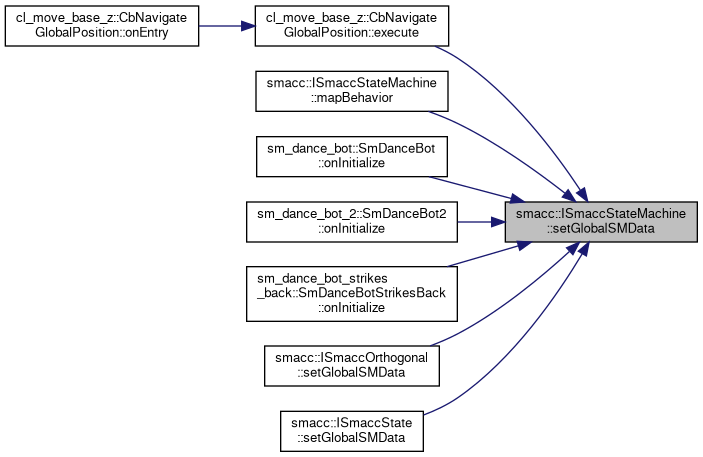 cl_move_base_z::CbNavigate
GlobalPosition::onEntry
cl_move_base_z::CbNavigate
GlobalPosition::execute
smacc::ISmaccStateMachine
::mapBehavior
sm_dance_bot::SmDanceBot
::onInitialize
sm_dance_bot_2::SmDanceBot2
::onInitialize
sm_dance_bot_strikes
_back::SmDanceBotStrikesBack
::onInitialize
smacc::ISmaccOrthogonal
::setGlobalSMData
smacc::ISmaccState
::setGlobalSMData
smacc::ISmaccStateMachine
::setGlobalSMData